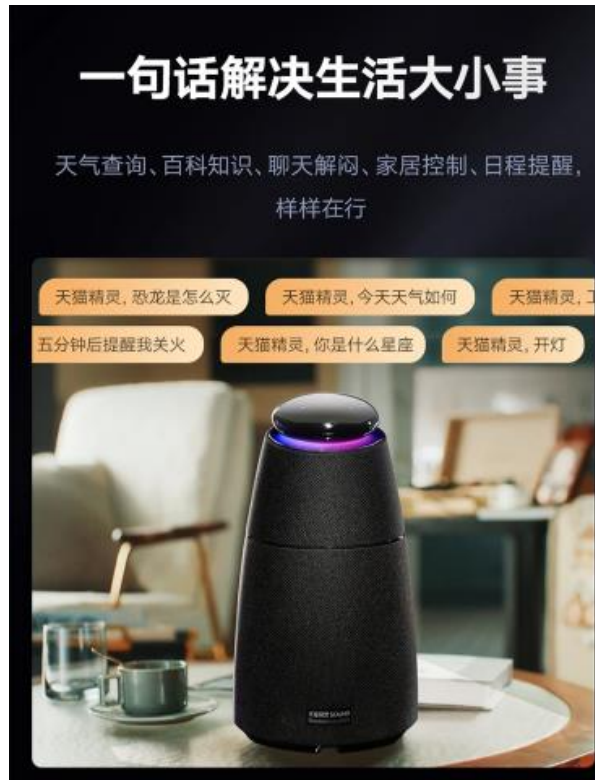 一句话解决生活大小事
天气查询、百科知识、聊天解闷、家居控制、日程提醒,
样样在行
天猫精灵, 恐龙是怎么灭
天猫精灵, 今天天气如何
天猫精灵,
五分钟后提醒我关火
天猫精灵, 你是什么星座
天猫精灵, 开灯
SOUND